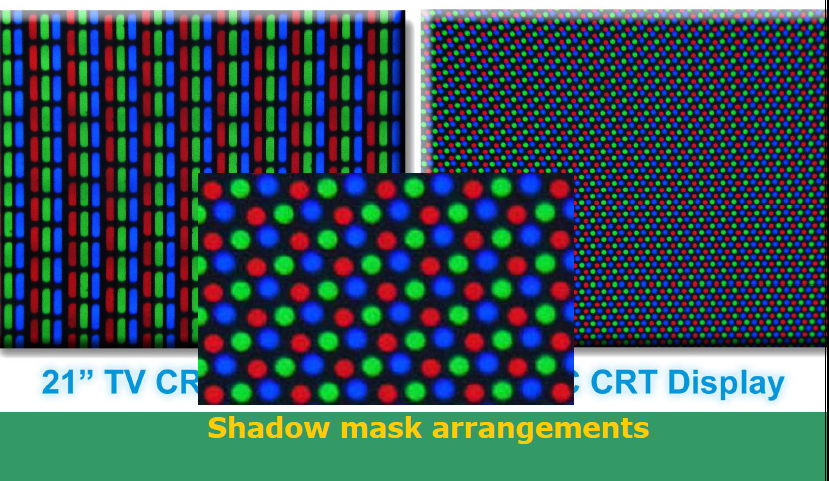 21” TV CR
C CRT Display
Shadow mask arrangements